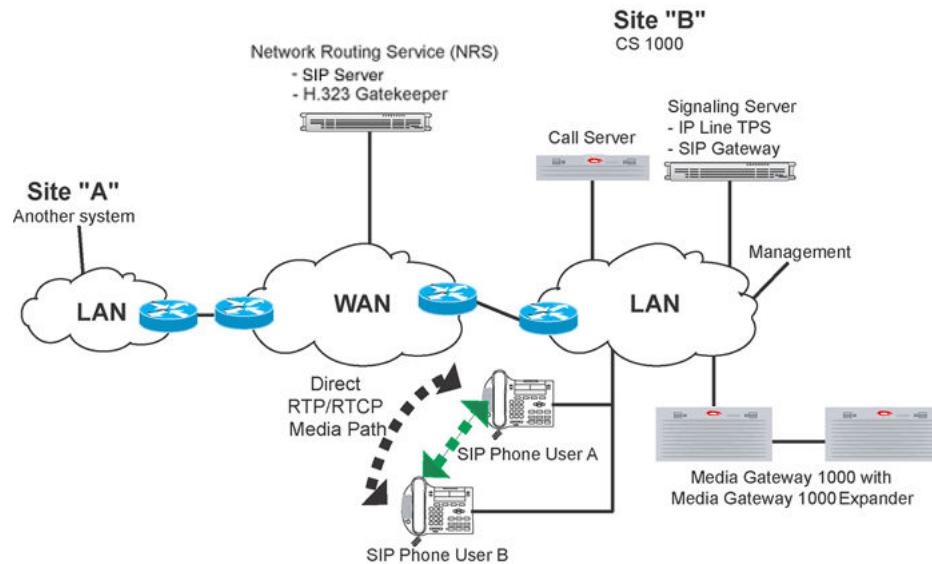 Site "B"
CS 1000
Network Routing Service (NRS)
- SIP Server
- H.323 Gatekeeper
Signaling Server
- IP Line TPS
- SIP Gateway
Call Server
Site "A"
Another system
Management
LAN
WAN
LAN
Direct
RTP/RTCP
Media Path
SIP Phone User A
Media Gateway 1000 with
Media Gateway 1000 Expander
SIP Phone User B